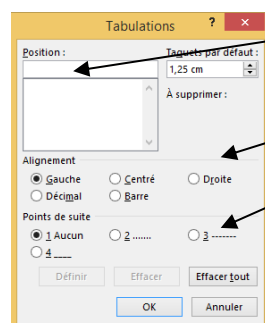 Tabulations ? ×
Position : Taquets par défaut :
1,25 cm
À supprimer :
Alignement
Gauche Centré Droite
Décimal Barre
Points de suite
1 Aucun 2 ....... 3 -------
4 ____
Définir Effacer Effacer tout
OK Annuler